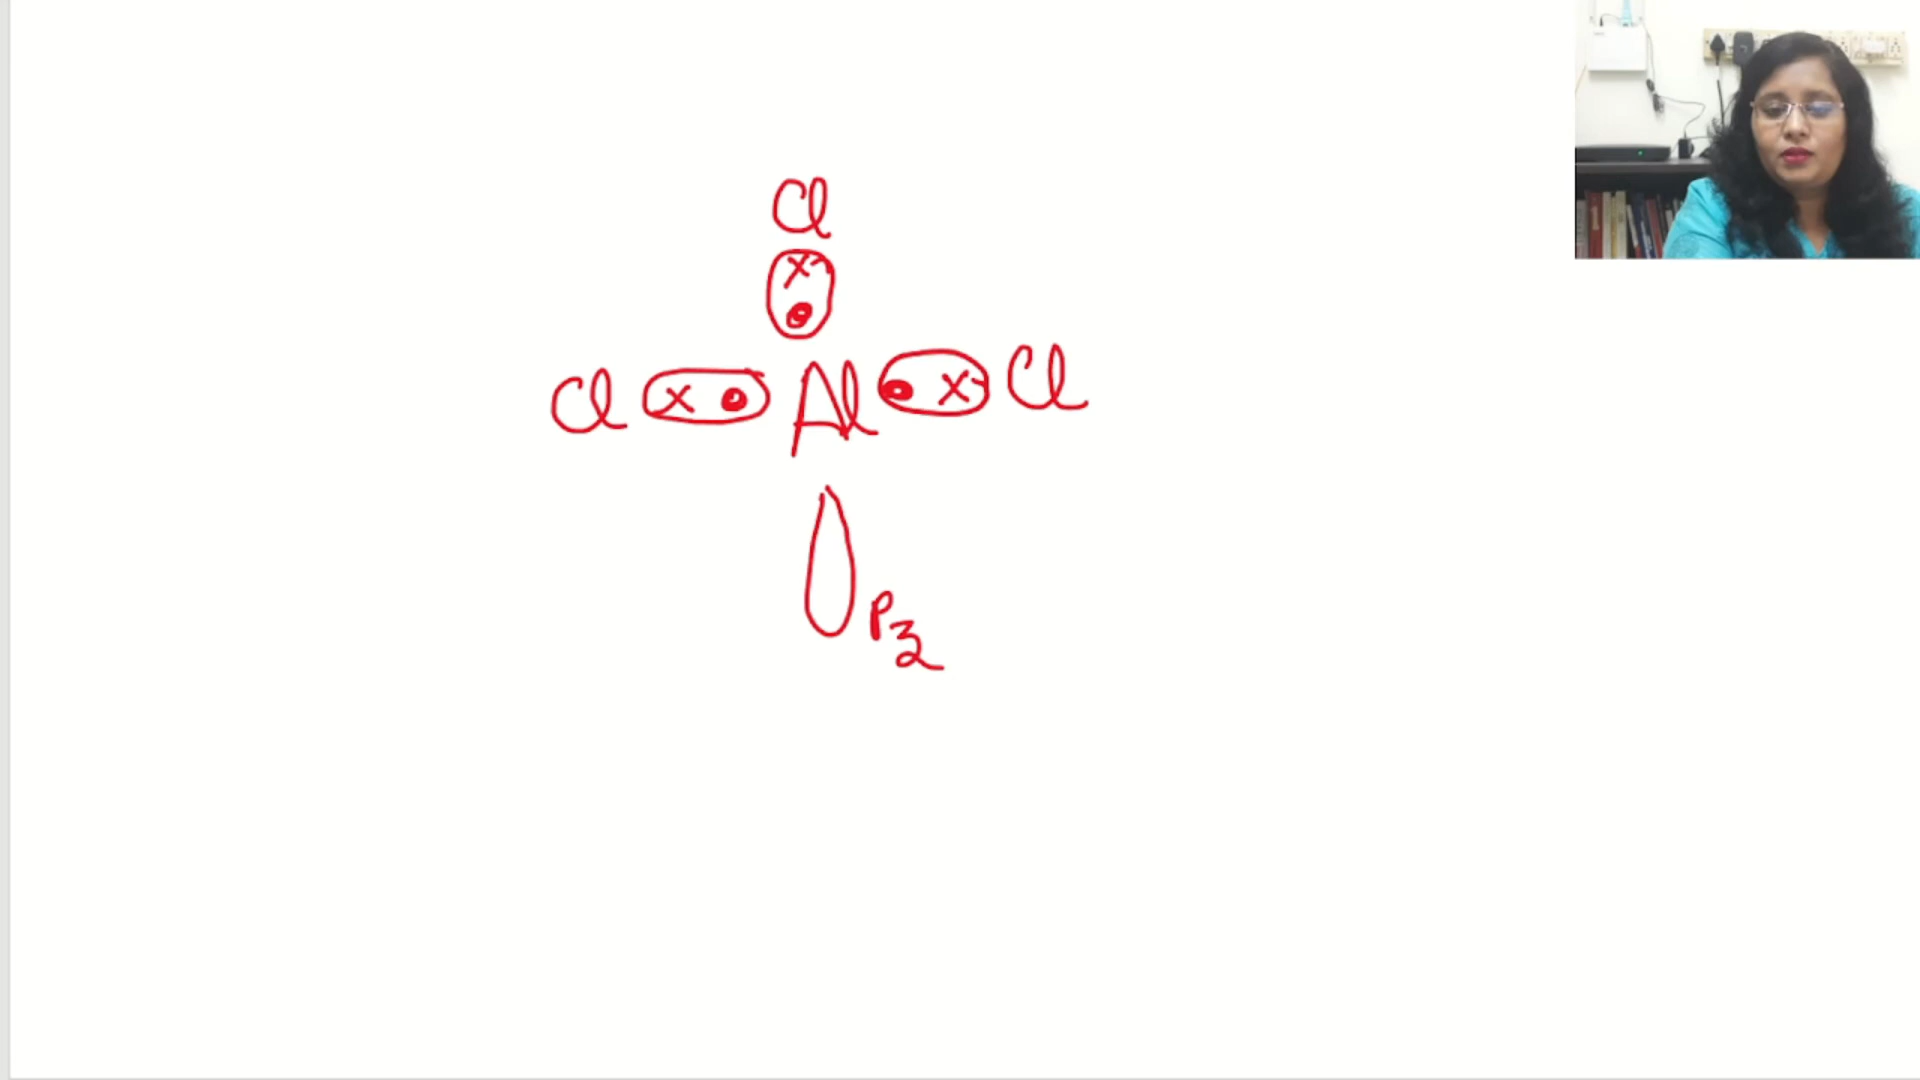 Cl
x
Cl x • Al • x Cl
Pz